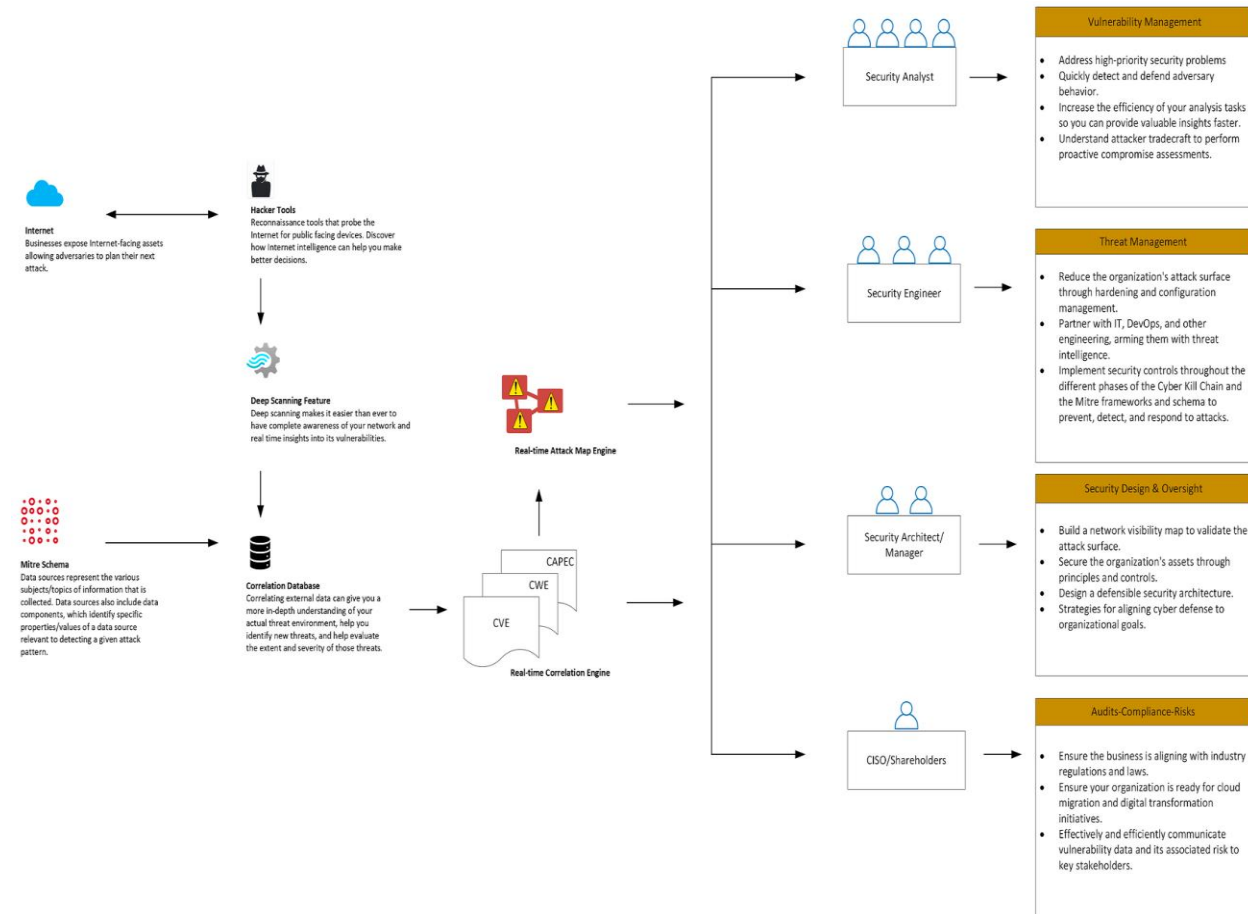 Internet
Businesses expose Internet-facing assets
allowing adversaries to plan their next
attack.
Hacker Tools
Reconnaissance tools that probe the
Internet for public facing devices. Discover
how Internet intelligence can help you make
better decisions.
Deep Scanning Feature
Deep scanning makes it easier than ever to
have complete awareness of your network and
real time insights into its vulnerabilities.
Mitre Schema
Data sources represent the various
subjects/topics of information that is
collected. Data sources also include data
components, which identify specific
properties/values of a data source
relevant to detecting a given attack
pattern.
Correlation Database
Correlating external data can give you a
more in-depth understanding of your
actual threat environment, help you
identify new threats, and help evaluate
the extent and severity of those threats.
Real-time Attack Map Engine
CAPEC
CWE
CVE
Real-time Correlation Engine
Security Analyst
Vulnerability Management
• Address high-priority security problems
• Quickly detect and defend adversary
behavior.
• Increase the efficiency of your analysis tasks
so you can provide valuable insights faster.
• Understand attacker tradecraft to perform
proactive compromise assessments.
Security Engineer
Threat Management
• Reduce the organization's attack surface
through hardening and configuration
management.
• Partner with IT, DevOps, and other
engineering, arming them with threat
intelligence.
• Implement security controls throughout the
different phases of the Cyber Kill Chain and
the Mitre frameworks and schema to
prevent, detect, and respond to attacks.
Security Architect/
Manager
Security Design & Oversight
• Build a network visibility map to validate the
attack surface.
• Secure the organization's assets through
principles and controls.
• Design a defensible security architecture.
• Strategies for aligning cyber defense to
organizational goals.
CISO/Shareholders
Audits-Compliance-Risks
• Ensure the business is aligning with industry
regulations and laws.
• Ensure your organization is ready for cloud
migration and digital transformation
initiatives.
• Effectively and efficiently communicate
vulnerability data and its associated risk to
key stakeholders.